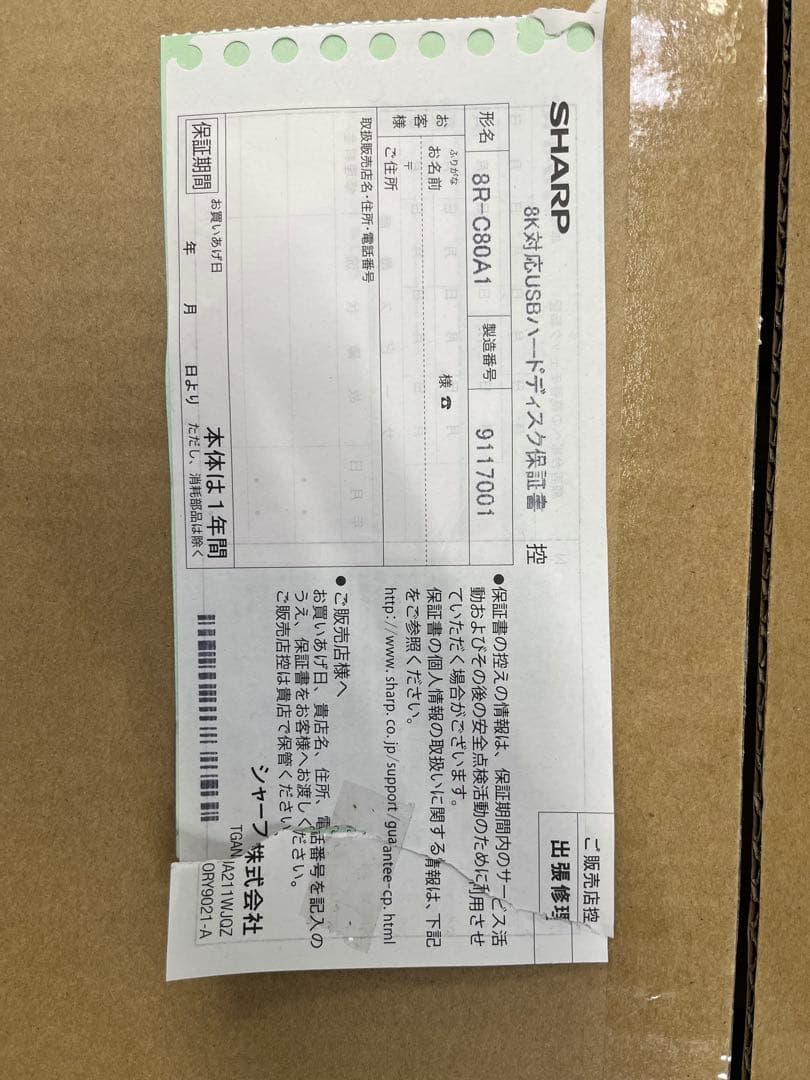 SHARP
8K対応USBハードディスク保証書 控
ご販売店控
出張修理
形名 8R-C80A1 製造番号 9117001
お客様
ふりがな
お名前 様 ☎
〒
ご住所
取扱販売店名・住所・電話番号
保証期間
お買いあげ日
年 月 日より
本体は1年間
ただし、消耗部品は除く
●保証書の控えの情報は、保証期間内のサービス活
動およびその後の安全点検活動のために利用させ
ていただく場合がございます。
保証書の個人情報の取扱いに関する情報は、下記
をご参照ください。
http://www.sharp.co.jp/support/guaantee-cp.html
●ご販売店様へ
お買いあげ日、貴店名、住所、電話番号を記入の
うえ、保証書をお客様へお渡しください。
ご販売店控は貴店で保管ください
シャープ株式会社
TGAN IA211WJQZ
ORY9021-A